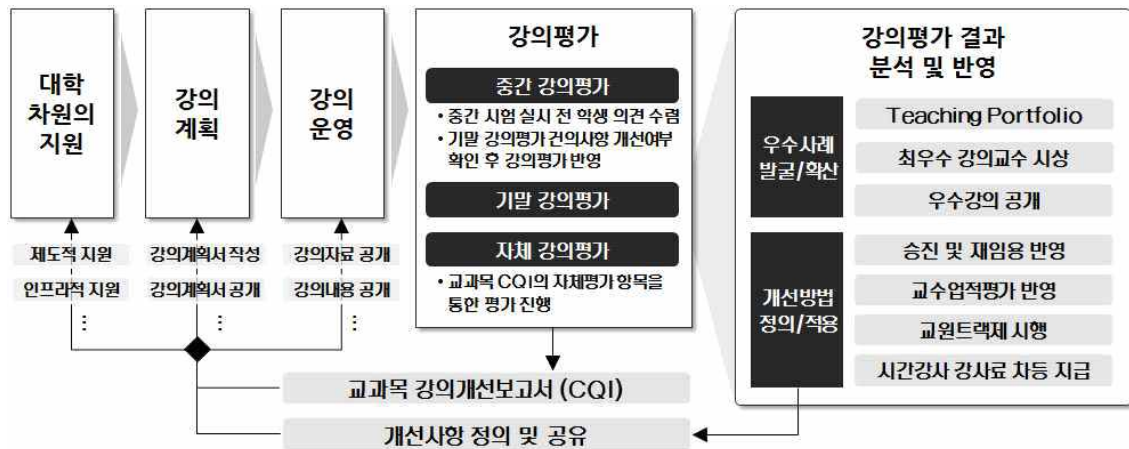 대학
차원의
지원
제도적 지원
인프라적 지원
⋮
강의
계획
강의계획서 작성
강의계획서 공개
⋮
강의
운영
강의자료 공개
강의내용 공개
⋮
강의평가
중간 강의평가
• 중간 시험 실시 전 학생 의견 수렴
• 기말 강의평가 건의사항 개선여부
확인 후 강의평가 반영
기말 강의평가
자체 강의평가
• 교과목 CQI의 자체평가 항목을
통한 평가 진행
강의평가 결과
분석 및 반영
우수사례
발굴/확산
Teaching Portfolio
최우수 강의교수 시상
우수강의 공개
개선방법
정의/적용
승진 및 재임용 반영
교수업적평가 반영
교원트랙제 시행
시간강사 강사료 차등 지급
교과목 강의개선보고서 (CQI)
개선사항 정의 및 공유